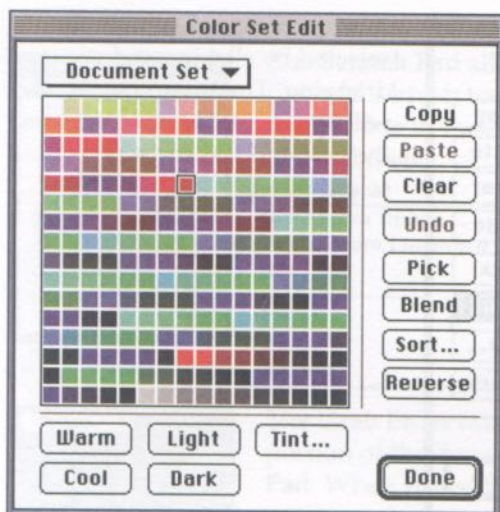 Color Set Edit
Document Set
Copy
Paste
Clear
Undo
Pick
Blend
Sort...
Reverse
Warm
Light
Tint...
Cool
Dark
Done